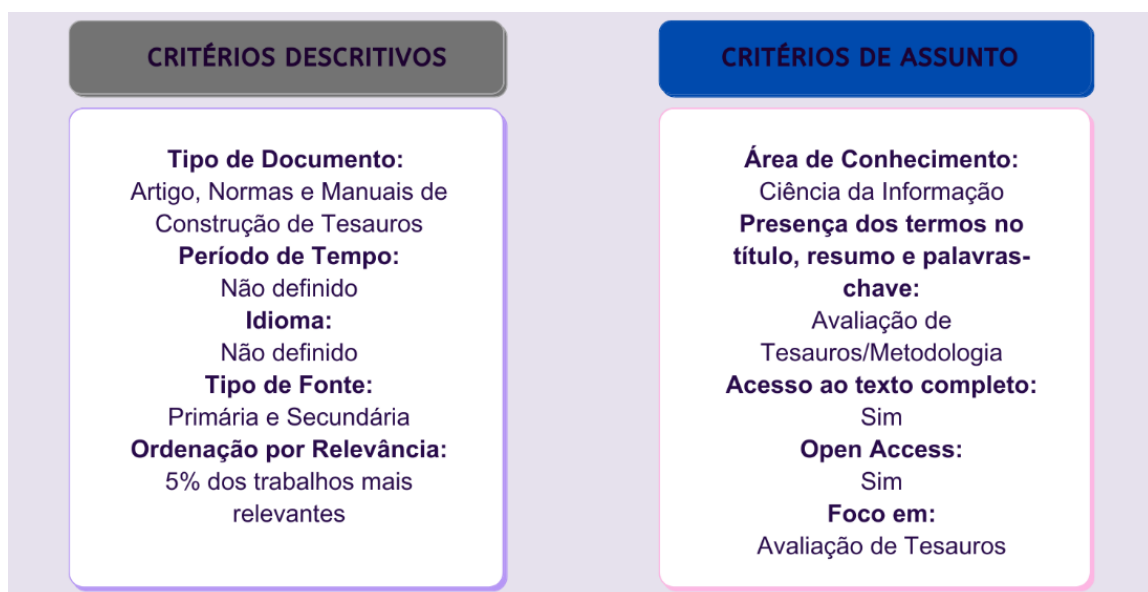 CRITÉRIOS DESCRITIVOS
Tipo de Documento:
Artigo, Normas e Manuais de
Construção de Tesauros
Período de Tempo:
Não definido
Idioma:
Não definido
Tipo de Fonte:
Primária e Secundária
Ordenação por Relevância:
5% dos trabalhos mais
relevantes
CRITÉRIOS DE ASSUNTO
Área de Conhecimento:
Ciência da Informação
Presença dos termos no
título, resumo e palavras-
chave:
Avaliação de
Tesauros/Metodologia
Acesso ao texto completo:
Sim
Open Access:
Sim
Foco em:
Avaliação de Tesauros